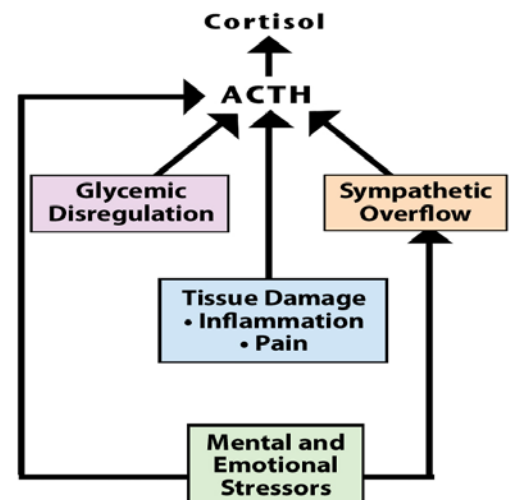 Cortisol
ACTH
Glycemic
Disregulation
Sympathetic
Overflow
Tissue Damage
• Inflammation
• Pain
Mental and
Emotional
Stressors